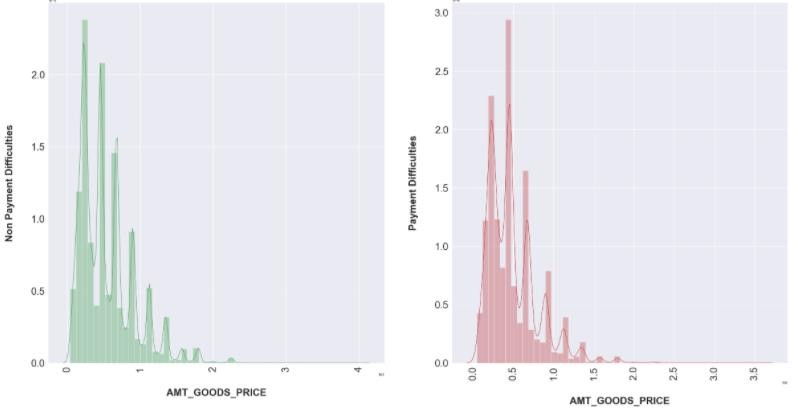 Non Payment Difficulties
2.0
1.5
1.0
0.5
0.0
0 1 2 3 4
AMT_GOODS_PRICE
Payment Difficulties
3.0
2.5
2.0
1.5
1.0
0.5
0.0
0.0 0.5 1.0 1.5 2.0 2.5 3.0 3.5
AMT_GOODS_PRICE